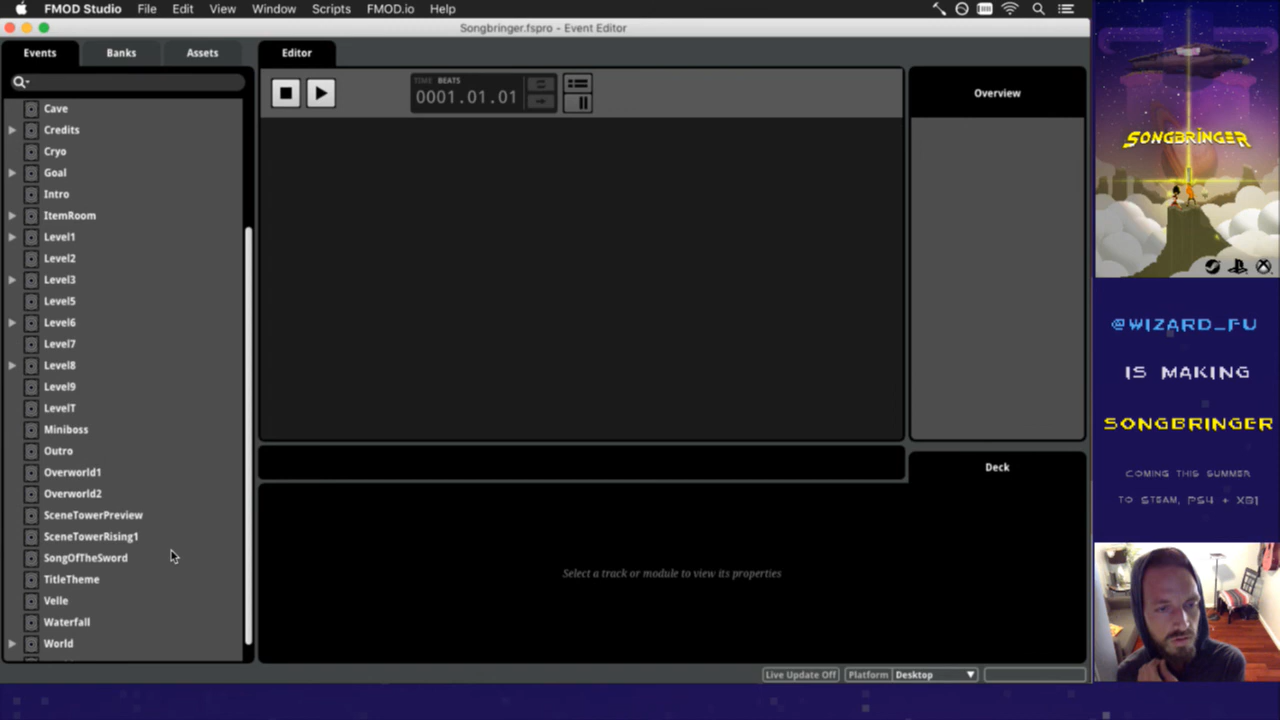 FMOD Studio File Edit View Window Scripts FMOD.io Help
Songbringer.fspro - Event Editor
Events Banks Assets
Editor
TIME BEATS
0001.01.01
Overview
Cave
Credits
Cryo
Goal
Intro
ItemRoom
Level1
Level2
Level3
Level5
Level6
Level7
Level8
Level9
LevelT
Miniboss
Outro
Overworld1
Overworld2
SceneTowerPreview
SceneTowerRising1
SongOfTheSword
TitleTheme
Velle
Waterfall
World
Deck
Select a track or module to view its properties
Live Update Off Platform Desktop
SONGBRINGER
@WIZARD_FU
IS MAKING
SONGBRINGER
COMING THIS SUMMER
TO STEAM, PS4 + XB1